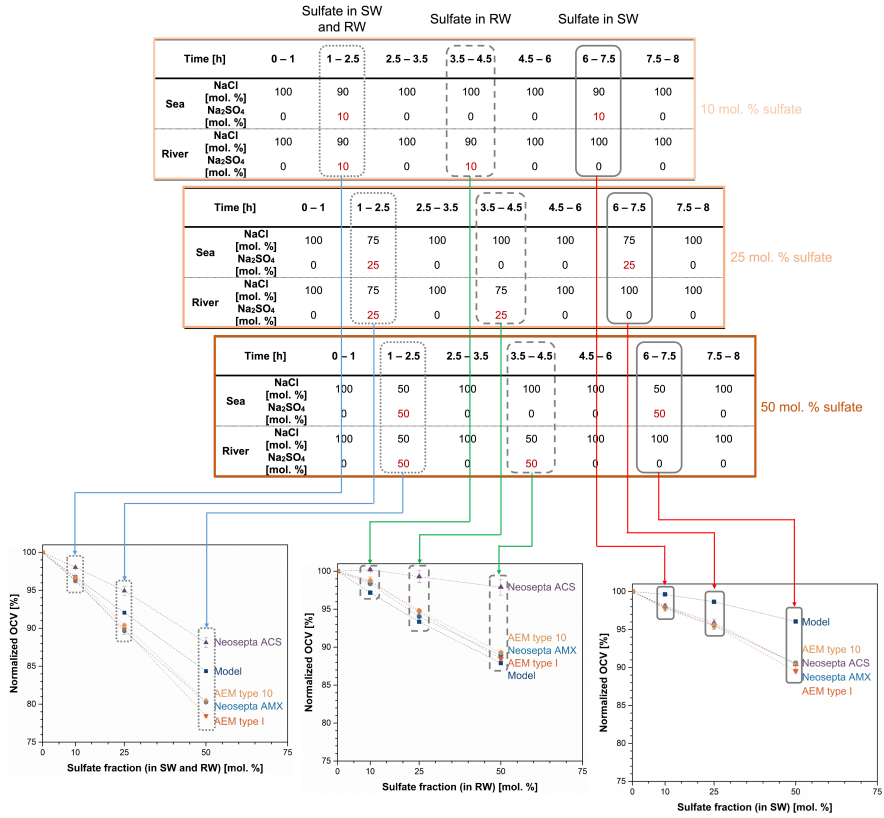 Sulfate in SW
and RW
Sulfate in RW
Sulfate in SW
Time [h] 0 – 1 1 – 2.5 2.5 – 3.5 3.5 – 4.5 4.5 – 6 6 – 7.5 7.5 – 8
Sea NaCl [mol. %] 100 90 100 100 100 90 100
Na₂SO₄ [mol. %] 0 10 0 0 0 10 0
River NaCl [mol. %] 100 90 100 90 100 100 100
Na₂SO₄ [mol. %] 0 10 0 10 0 0 0
10 mol. % sulfate
Time [h] 0 – 1 1 – 2.5 2.5 – 3.5 3.5 – 4.5 4.5 – 6 6 – 7.5 7.5 – 8
Sea NaCl [mol. %] 100 75 100 100 100 75 100
Na₂SO₄ [mol. %] 0 25 0 0 0 25 0
River NaCl [mol. %] 100 75 100 75 100 100 100
Na₂SO₄ [mol. %] 0 25 0 25 0 0 0
25 mol. % sulfate
Time [h] 0 – 1 1 – 2.5 2.5 – 3.5 3.5 – 4.5 4.5 – 6 6 – 7.5 7.5 – 8
Sea NaCl [mol. %] 100 50 100 100 100 50 100
Na₂SO₄ [mol. %] 0 50 0 0 0 50 0
River NaCl [mol. %] 100 50 100 50 100 100 100
Na₂SO₄ [mol. %] 0 50 0 50 0 0 0
50 mol. % sulfate
Normalized OCV [%]
100
95
90
85
80
75
0 10 25 50 75
Sulfate fraction (in SW and RW) [mol. %]
Neosepta ACS
Model
AEM type 10
Neosepta AMX
AEM type I
Normalized OCV [%]
100
95
90
85
80
75
0 10 25 50 75
Sulfate fraction (in RW) [mol. %]
Neosepta ACS
AEM type 10
Neosepta AMX
AEM type I
Model
Normalized OCV [%]
100
95
90
85
80
75
0 10 25 50 75
Sulfate fraction (in SW) [mol. %]
Model
AEM type 10
Neosepta ACS
Neosepta AMX
AEM type I